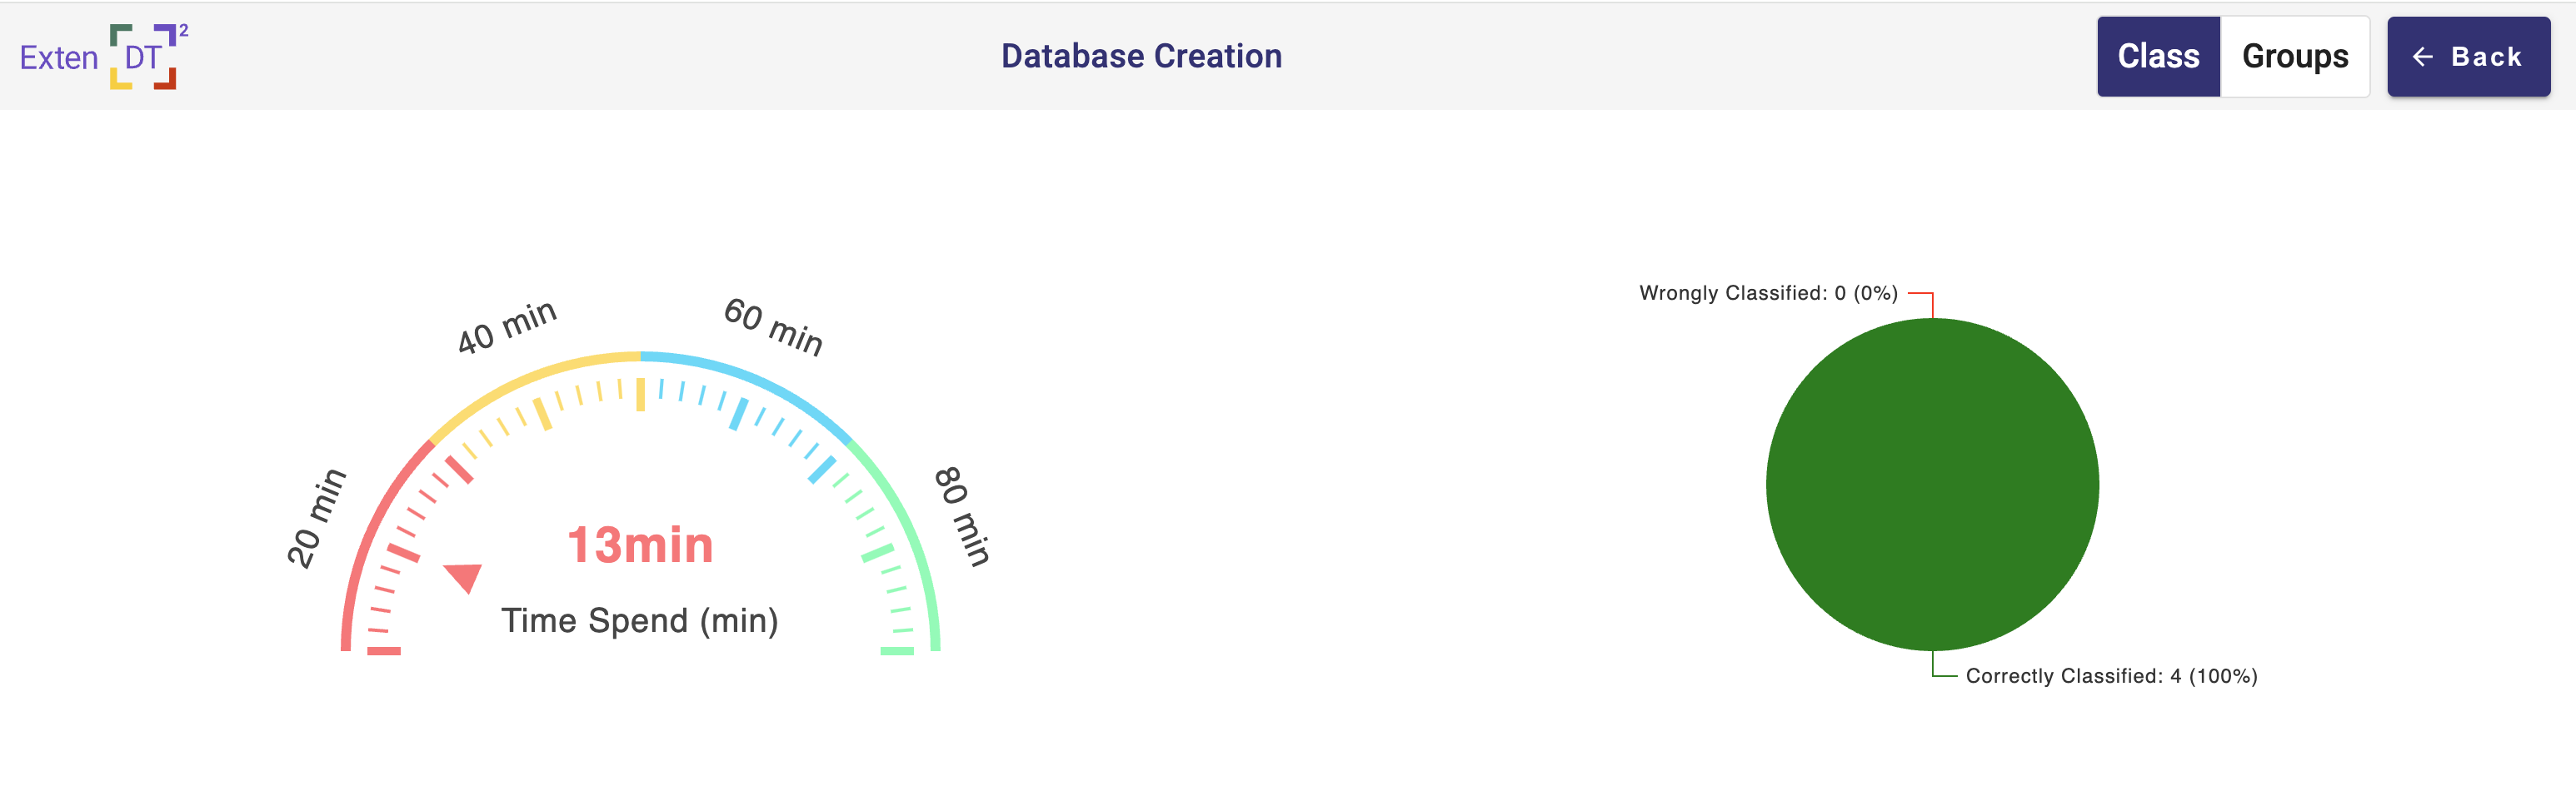 Exten DT 2
Database Creation
Class
Groups
← Back
20 min
40 min
60 min
80 min
13min
Time Spend (min)
Wrongly Classified: 0 (0%)
Correctly Classified: 4 (100%)